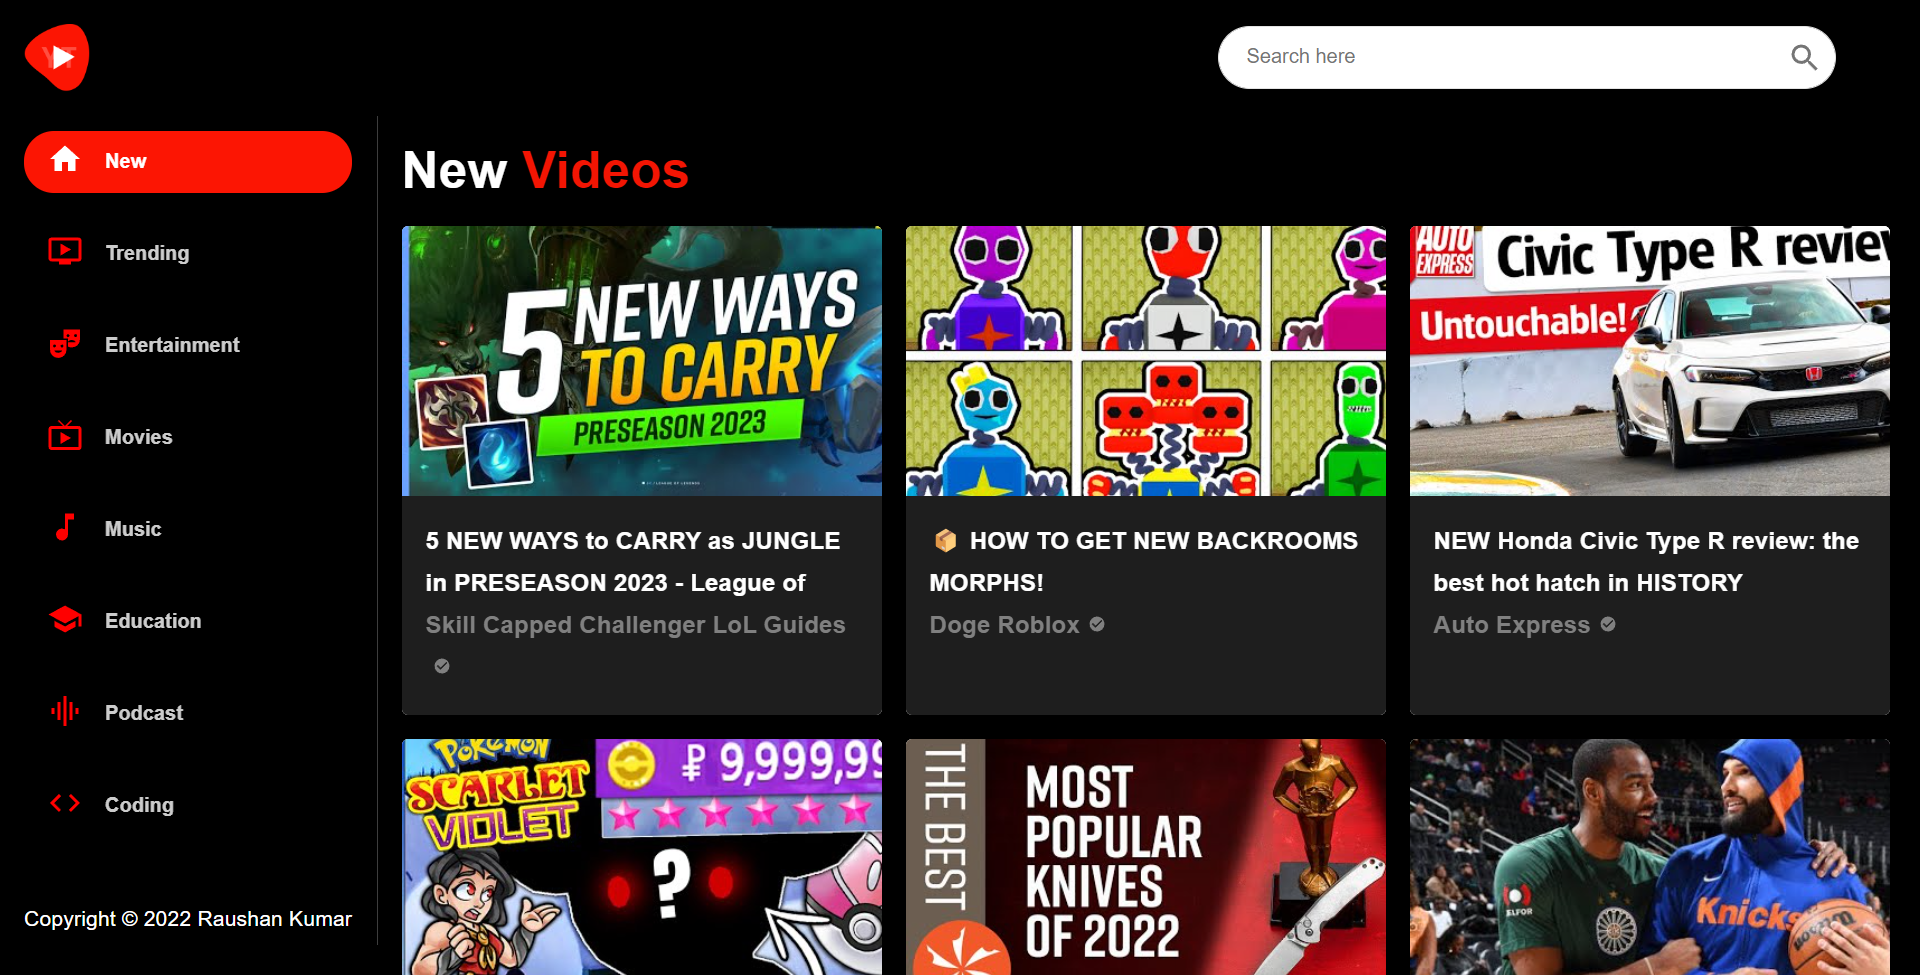 YT
Search here
New
Trending
Entertainment
Movies
Music
Education
Podcast
Coding
Copyright © 2022 Raushan Kumar
New Videos
5 NEW WAYS
TO CARRY
PRESEASON 2023
5 NEW WAYS to CARRY as JUNGLE
in PRESEASON 2023 - League of
Skill Capped Challenger LoL Guides
HOW TO GET NEW BACKROOMS
MORPHS!
Doge Roblox
AUTO
EXPRESS
Civic Type R review
Untouchable!
NEW Honda Civic Type R review: the
best hot hatch in HISTORY
Auto Express
POKÉMON
SCARLET
VIOLET
₽ 9,999,99
?
THE BEST
MOST
POPULAR
KNIVES
OF 2022
Knicks
Wilson